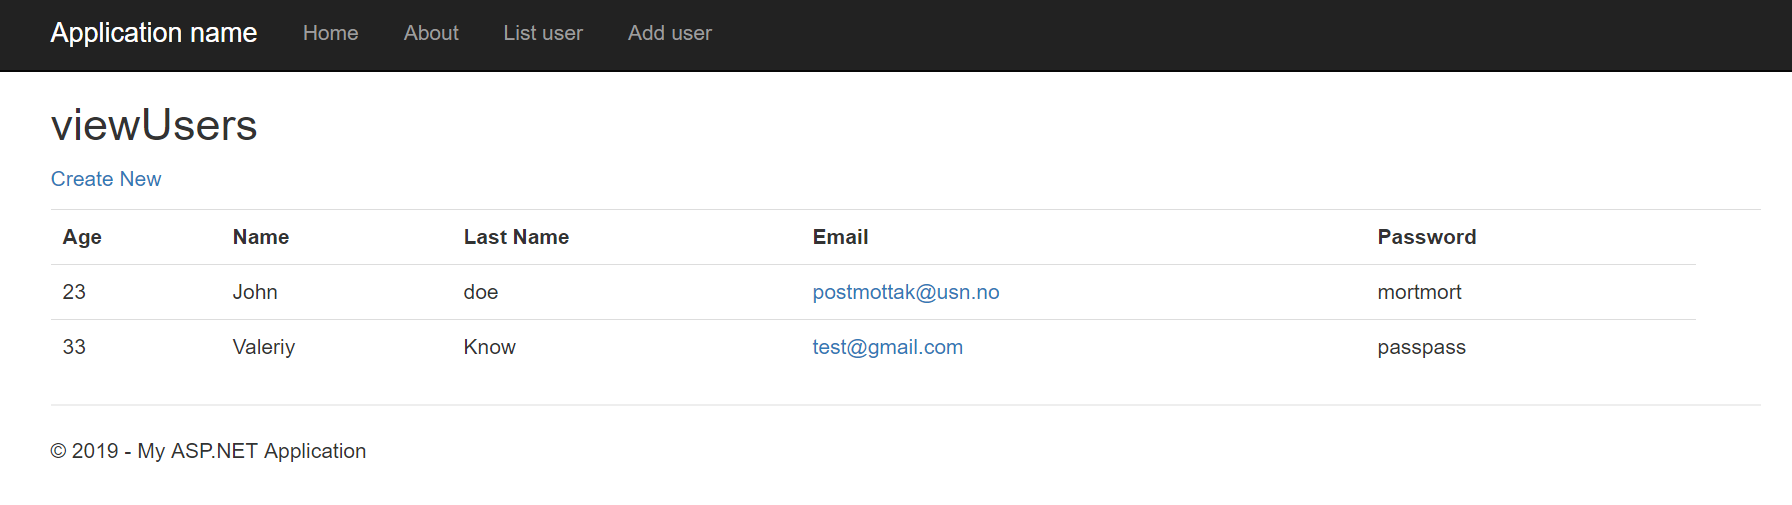 Application name Home About List user Add user
viewUsers
Create New
Age Name Last Name Email Password
23 John doe postmottak@usn.no mortmort
33 Valeriy Know test@gmail.com passpass
© 2019 - My ASP.NET Application